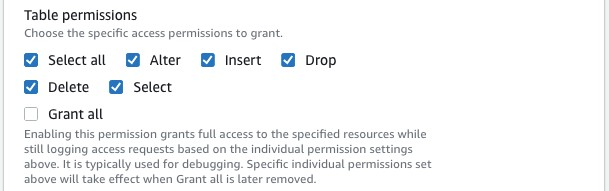 Table permissions
Choose the specific access permissions to grant.
Select all Alter Insert Drop
Delete Select
Grant all
Enabling this permission grants full access to the specified resources while
still logging access requests based on the individual permission settings
above. It is typically used for debugging. Specific individual permissions set
above will take effect when Grant all is later removed.